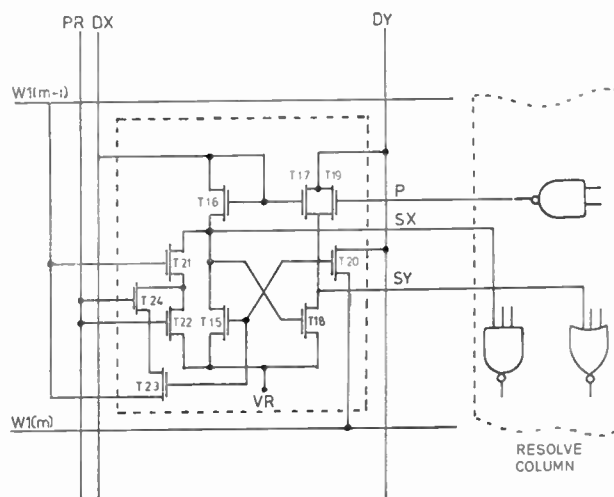 PR DX
DY
W1(m-1)
T17 T19
P
T16
SX
T21
T20
SY
T24
T22
T15
T18
T23
VR
W1(m)
RESOLVE
COLUMN